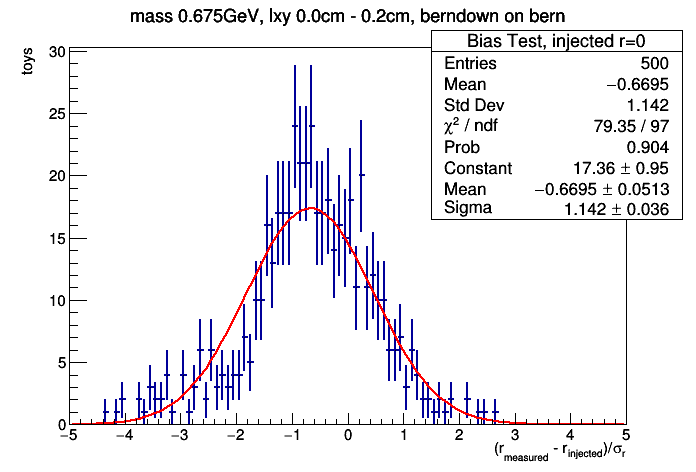 mass 0.675GeV, lxy 0.0cm - 0.2cm, berndown on bern
Bias Test, injected r=0
Entries 500
Mean −0.6695
Std Dev 1.142
χ² / ndf 79.35 / 97
Prob 0.904
Constant 17.36 ± 0.95
Mean −0.6695 ± 0.0513
Sigma 1.142 ± 0.036
toys
30
25
20
15
10
5
0
−5 −4 −3 −2 −1 0 1 2 3 4 5
(r_measured - r_injected)/σ_r